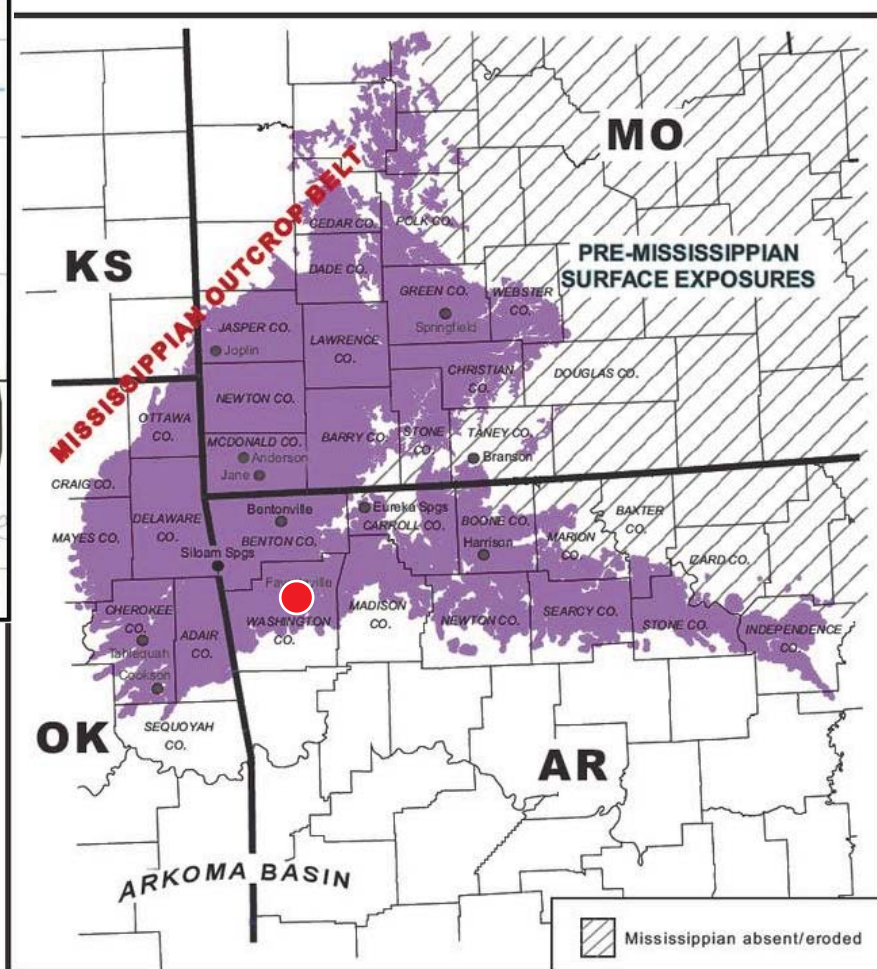 MO
KS
MISSISSIPPIAN OUTCROP BELT
PRE-MISSISSIPPIAN
SURFACE EXPOSURES
CEDAR CO.
POLK CO.
DADE CO.
GREEN CO.
WEBSTER
CO.
Springfield
JASPER CO.
Joplin
LAWRENCE
CO.
CHRISTIAN
CO.
DOUGLAS CO.
NEWTON CO.
OTTAWA
CO.
BARRY CO.
STONE
CO.
TANEY CO.
Branson
MCDONALD CO.
Anderson
Jane
CRAIG CO.
MAYES CO.
DELAWARE
CO.
Bentonville
BENTON CO.
Eureka Spgs
CARROLL CO.
BOONE CO.
Harrison
MARION
CO.
BAXTER
CO.
IZARD CO.
Siloam Spgs
CHEROKEE
CO.
Tahlequah
Cookson
ADAIR
CO.
WASHINGTON
CO.
MADISON
CO.
NEWTON CO.
SEARCY CO.
STONE CO.
INDEPENDENCE
CO.
SEQUOYAH
CO.
OK
AR
ARKOMA BASIN
Mississippian absent/eroded